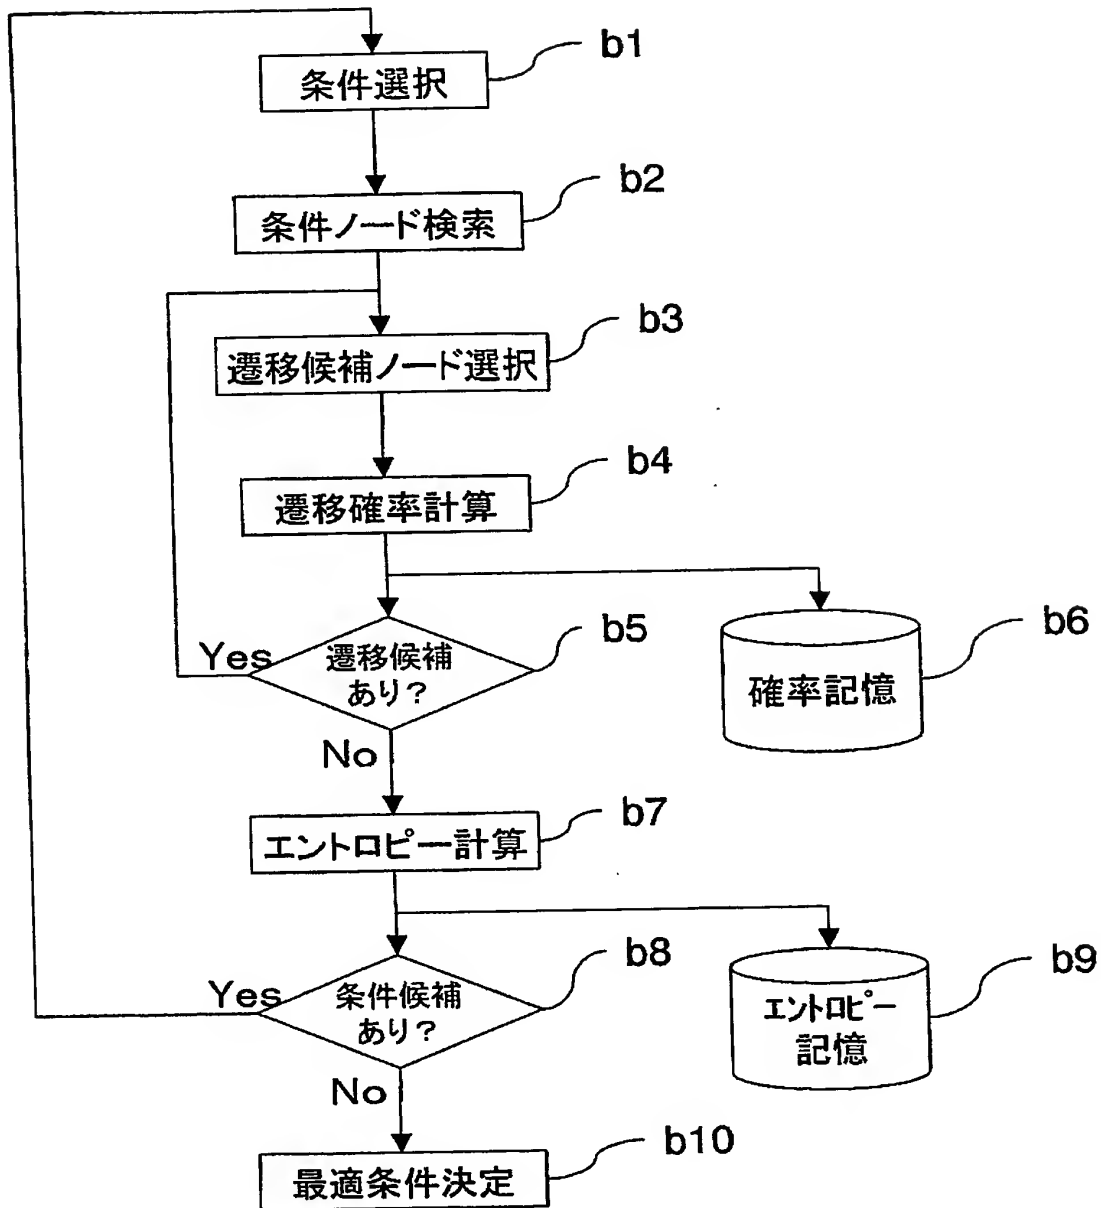 b1
条件選択
b2
条件ノード検索
b3
遷移候補ノード選択
b4
遷移確率計算
b5
Yes
遷移候補
あり?
b6
確率記憶
No
b7
エントロピー計算
b8
Yes
条件候補
あり?
b9
エントロピー
記憶
No
b10
最適条件決定